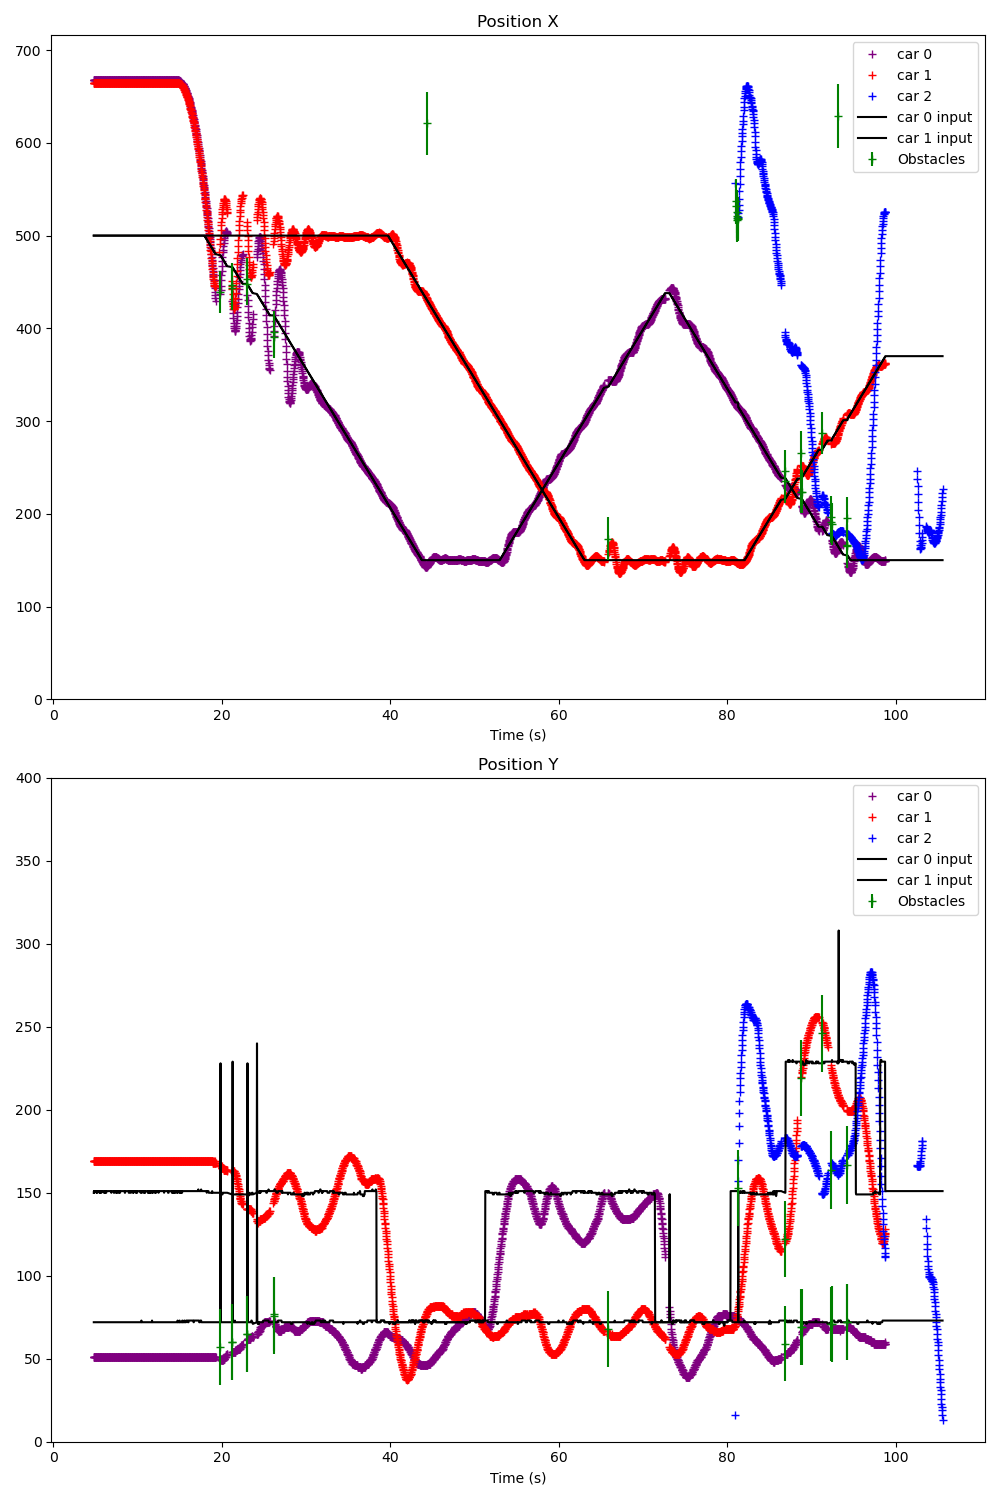 Position X
700
600
500
400
300
200
100
0
car 0
car 1
car 2
car 0 input
car 1 input
Obstacles
0 20 40 60 80 100
Time (s)
Position Y
400
350
300
250
200
150
100
50
0
car 0
car 1
car 2
car 0 input
car 1 input
Obstacles
0 20 40 60 80 100
Time (s)